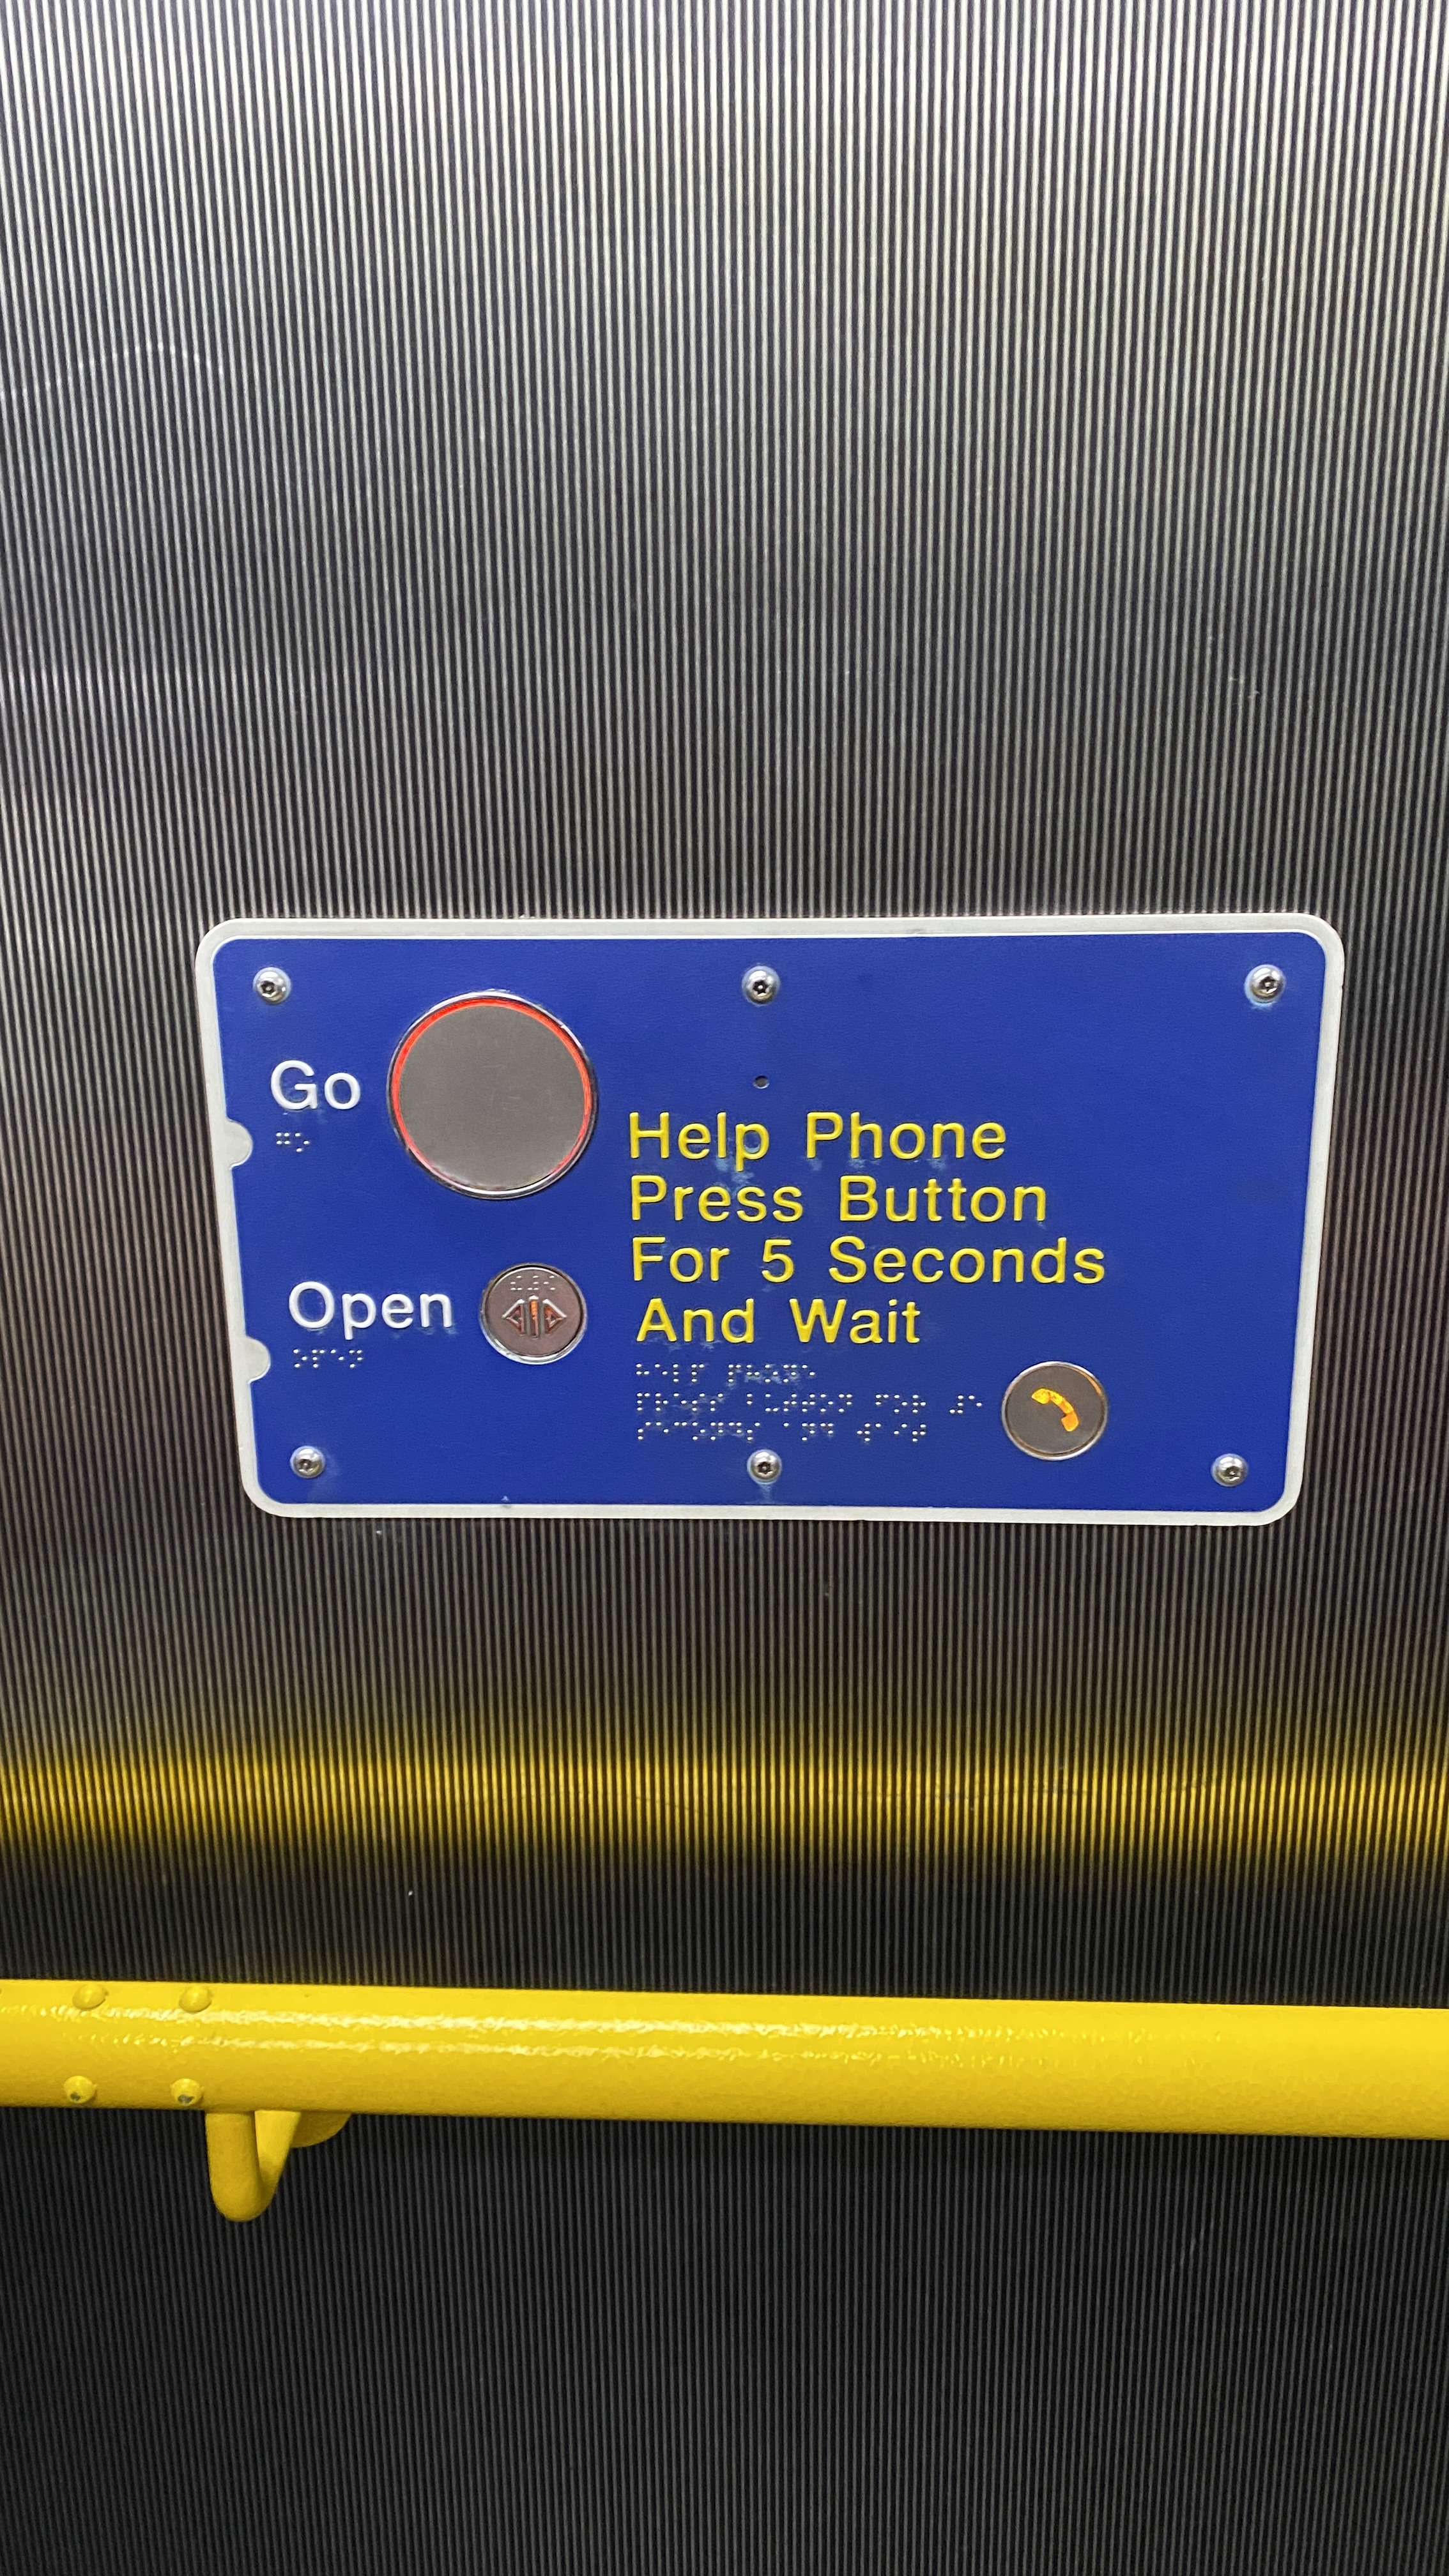 Go
Open
Help Phone
Press Button
For 5 Seconds
And Wait